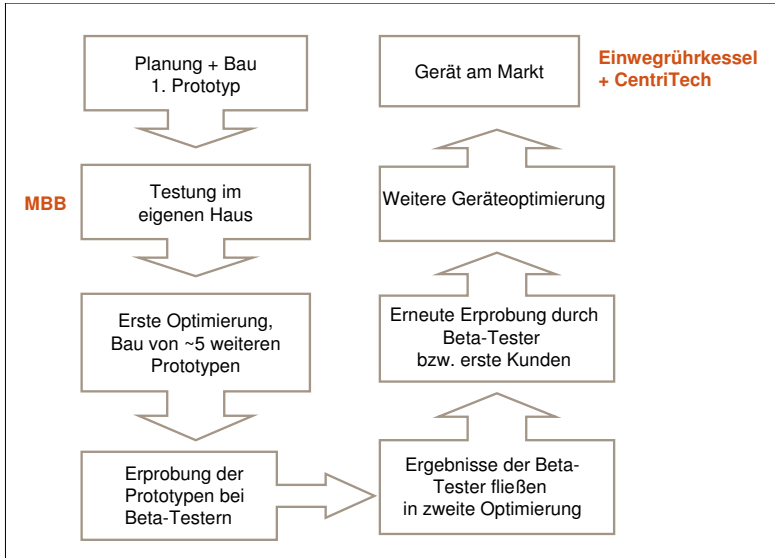 Planung + Bau
1. Prototyp
MBB
Testung im
eigenen Haus
Erste Optimierung,
Bau von ~5 weiteren
Prototypen
Erprobung der
Prototypen bei
Beta-Testern
Ergebnisse der Beta-
Tester fließen
in zweite Optimierung
Erneute Erprobung durch
Beta-Tester
bzw. erste Kunden
Weitere Geräteoptimierung
Gerät am Markt
Einwegrührkessel
+ CentriTech